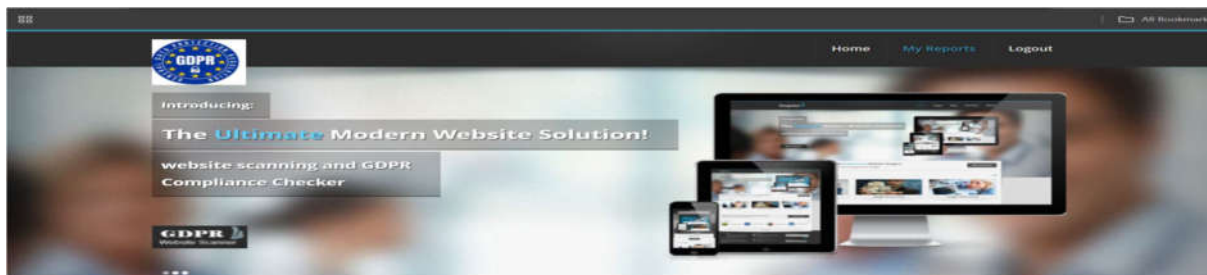 All Bookmark
GDPR
Home My Reports Logout
Introducing:
The Ultimate Modern Website Solution!
website scanning and GDPR
Compliance Checker
GDPR
Website Scanner